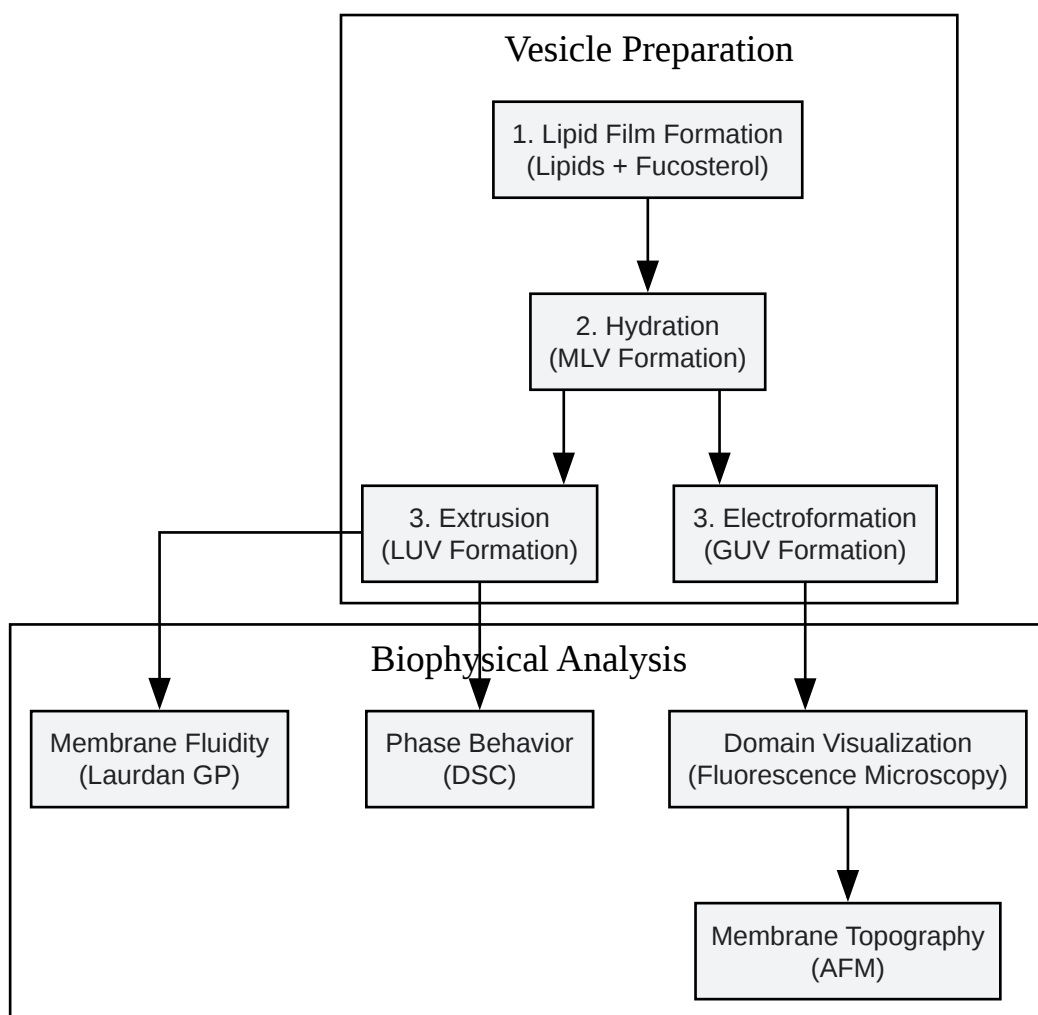 Vesicle Preparation
1. Lipid Film Formation
(Lipids + Fucosterol)
2. Hydration
(MLV Formation)
3. Extrusion
(LUV Formation)
3. Electroformation
(GUV Formation)
Biophysical Analysis
Membrane Fluidity
(Laurdan GP)
Phase Behavior
(DSC)
Domain Visualization
(Fluorescence Microscopy)
Membrane Topography
(AFM)